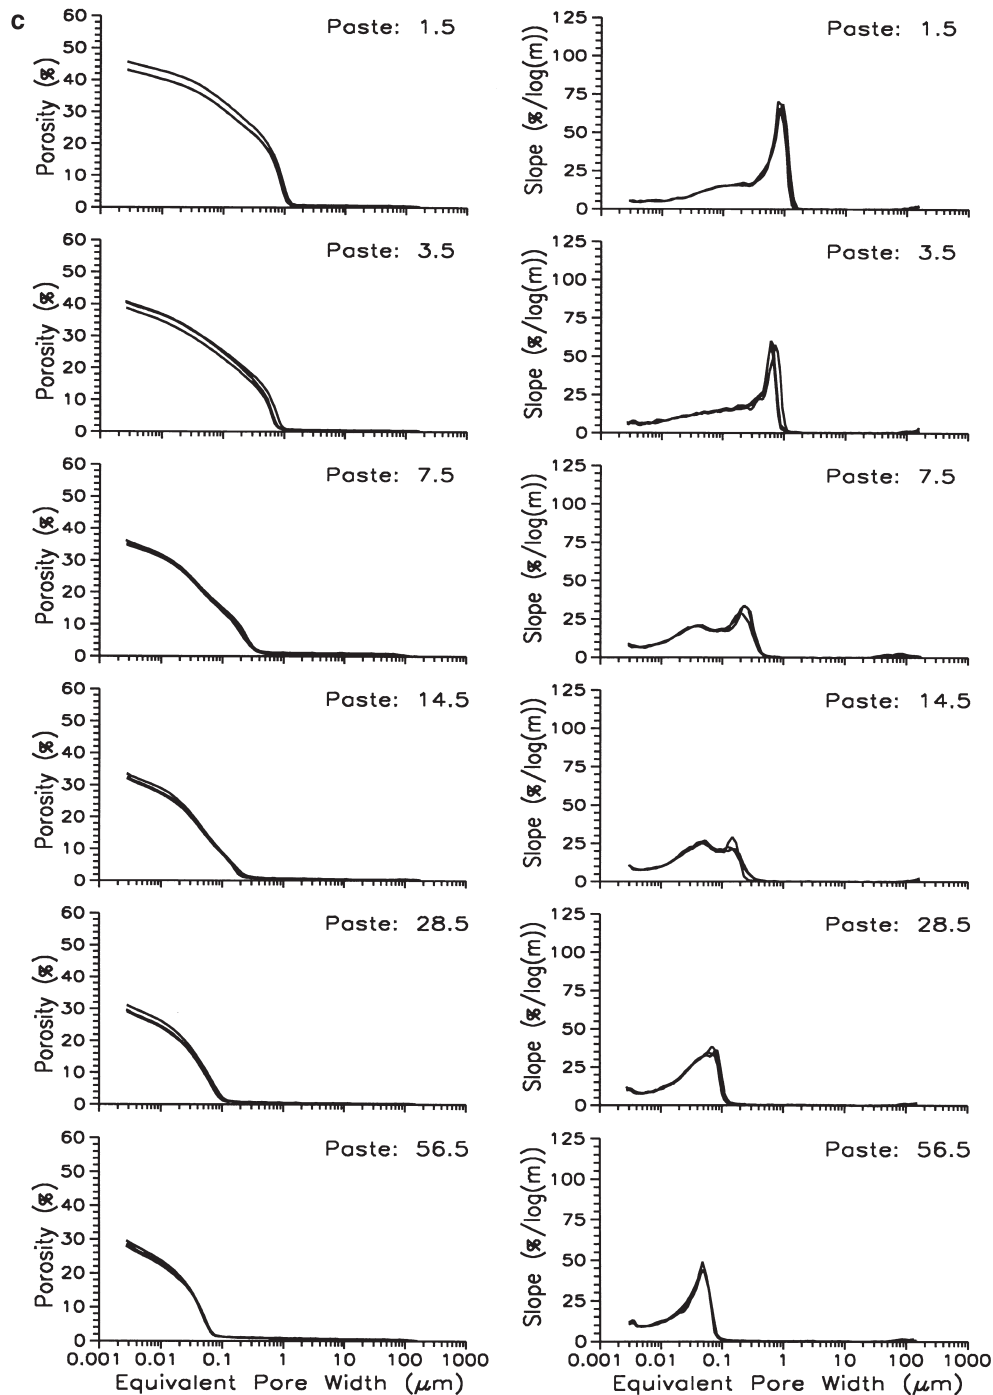 c
Paste: 1.5
Porosity (%)
60
50
40
30
20
10
0
Paste: 1.5
Slope (%/log(m))
125
100
75
50
25
0
Paste: 3.5
Porosity (%)
60
50
40
30
20
10
0
Paste: 3.5
Slope (%/log(m))
125
100
75
50
25
0
Paste: 7.5
Porosity (%)
60
50
40
30
20
10
0
Paste: 7.5
Slope (%/log(m))
125
100
75
50
25
0
Paste: 14.5
Porosity (%)
60
50
40
30
20
10
0
Paste: 14.5
Slope (%/log(m))
125
100
75
50
25
0
Paste: 28.5
Porosity (%)
60
50
40
30
20
10
0
Paste: 28.5
Slope (%/log(m))
125
100
75
50
25
0
Paste: 56.5
Porosity (%)
60
50
40
30
20
10
0
0.001 0.01 0.1 1 10 100 1000
Equivalent Pore Width (μm)
Paste: 56.5
Slope (%/log(m))
125
100
75
50
25
0
0.001 0.01 0.1 1 10 100 1000
Equivalent Pore Width (μm)